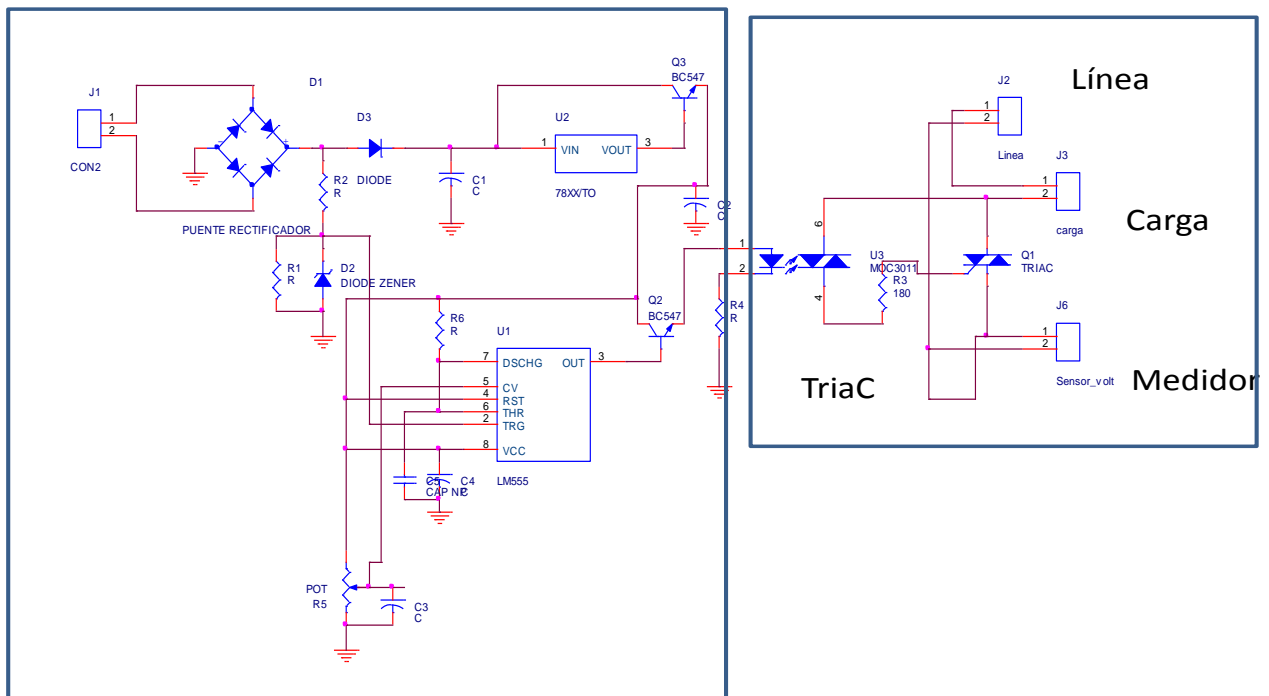 J1
1
2
CON2
D1
PUENTE RECTIFICADOR
D3
DIODE
R2
R
R1
R
D2
DIODE ZENER
C1
C
U2
1
VIN
VOUT
3
78XX/TO
Q3
BC547
C2
C
R6
R
U1
7
DSCHG
OUT
3
5
CV
4
RST
6
THR
2
TRG
8
VCC
LM555
C5
CAP NP
C4
C
Q2
BC547
POT
R5
C3
C
1
2
R4
R
6
4
U3
MOC3011
R3
180
TriaC
J2
1
2
Linea
Línea
J3
1
2
carga
Carga
Q1
TRIAC
J6
1
2
Sensor_volt
Medidor